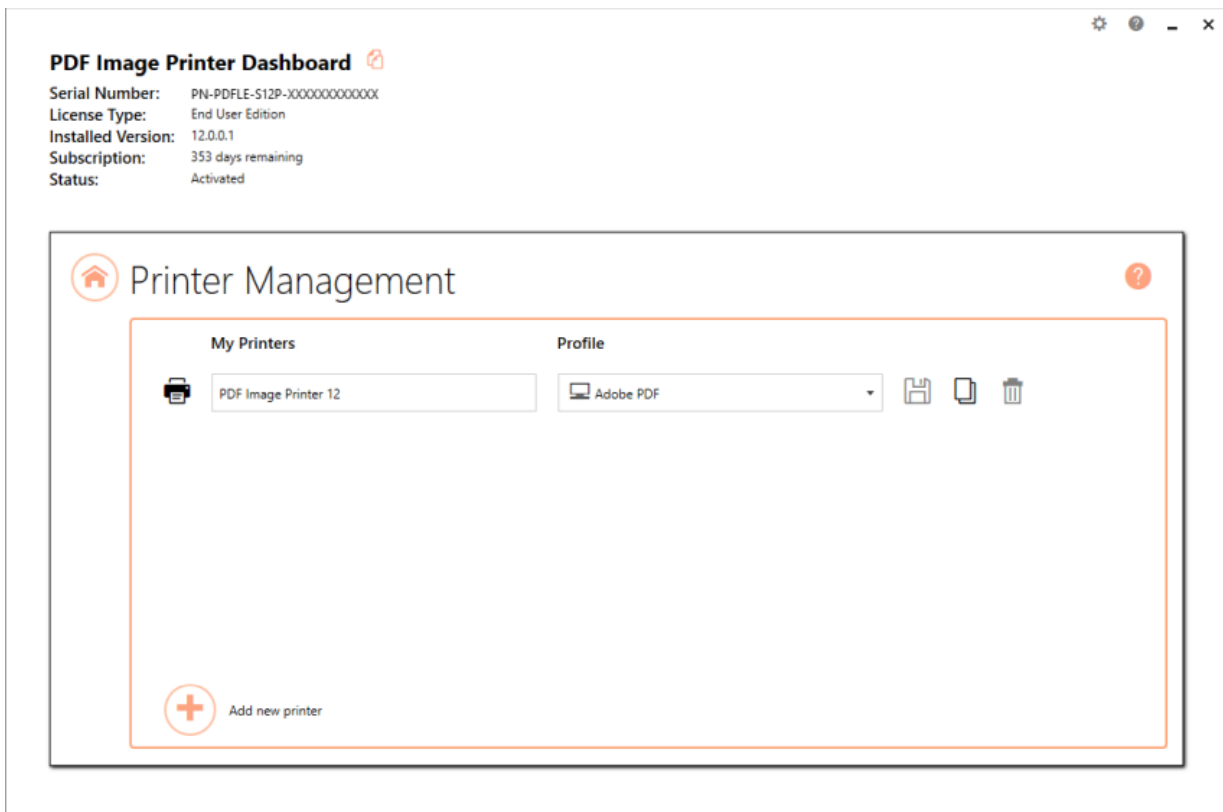 PDF Image Printer Dashboard
Serial Number: PN-PDFLE-S12P-XXXXXXXXXXXX
License Type: End User Edition
Installed Version: 12.0.0.1
Subscription: 353 days remaining
Status: Activated
Printer Management
My Printers Profile
PDF Image Printer 12 Adobe PDF
Add new printer